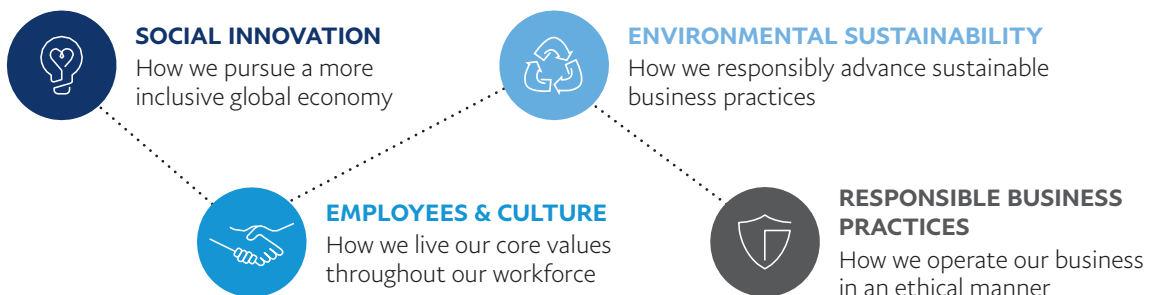 SOCIAL INNOVATION
How we pursue a more
inclusive global economy
EMPLOYEES & CULTURE
How we live our core values
throughout our workforce
ENVIRONMENTAL SUSTAINABILITY
How we responsibly advance sustainable
business practices
RESPONSIBLE BUSINESS
PRACTICES
How we operate our business
in an ethical manner